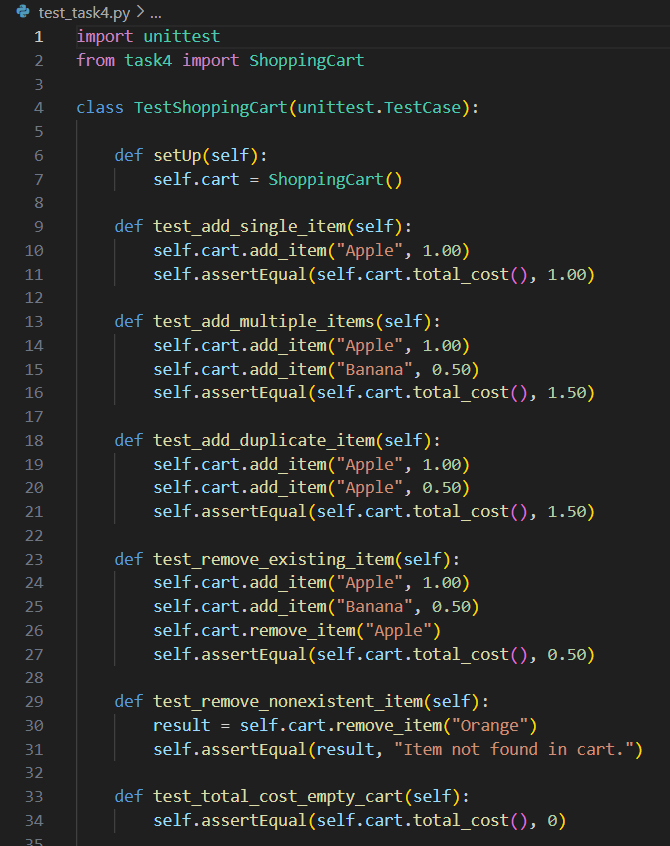 test_task4.py > ...
1 import unittest
2 from task4 import ShoppingCart
3
4 class TestShoppingCart(unittest.TestCase):
5
6     def setUp(self):
7         self.cart = ShoppingCart()
8
9     def test_add_single_item(self):
10         self.cart.add_item("Apple", 1.00)
11         self.assertEqual(self.cart.total_cost(), 1.00)
12
13     def test_add_multiple_items(self):
14         self.cart.add_item("Apple", 1.00)
15         self.cart.add_item("Banana", 0.50)
16         self.assertEqual(self.cart.total_cost(), 1.50)
17
18     def test_add_duplicate_item(self):
19         self.cart.add_item("Apple", 1.00)
20         self.cart.add_item("Apple", 0.50)
21         self.assertEqual(self.cart.total_cost(), 1.50)
22
23     def test_remove_existing_item(self):
24         self.cart.add_item("Apple", 1.00)
25         self.cart.add_item("Banana", 0.50)
26         self.cart.remove_item("Apple")
27         self.assertEqual(self.cart.total_cost(), 0.50)
28
29     def test_remove_nonexistent_item(self):
30         result = self.cart.remove_item("Orange")
31         self.assertEqual(result, "Item not found in cart.")
32
33     def test_total_cost_empty_cart(self):
34         self.assertEqual(self.cart.total_cost(), 0)
35